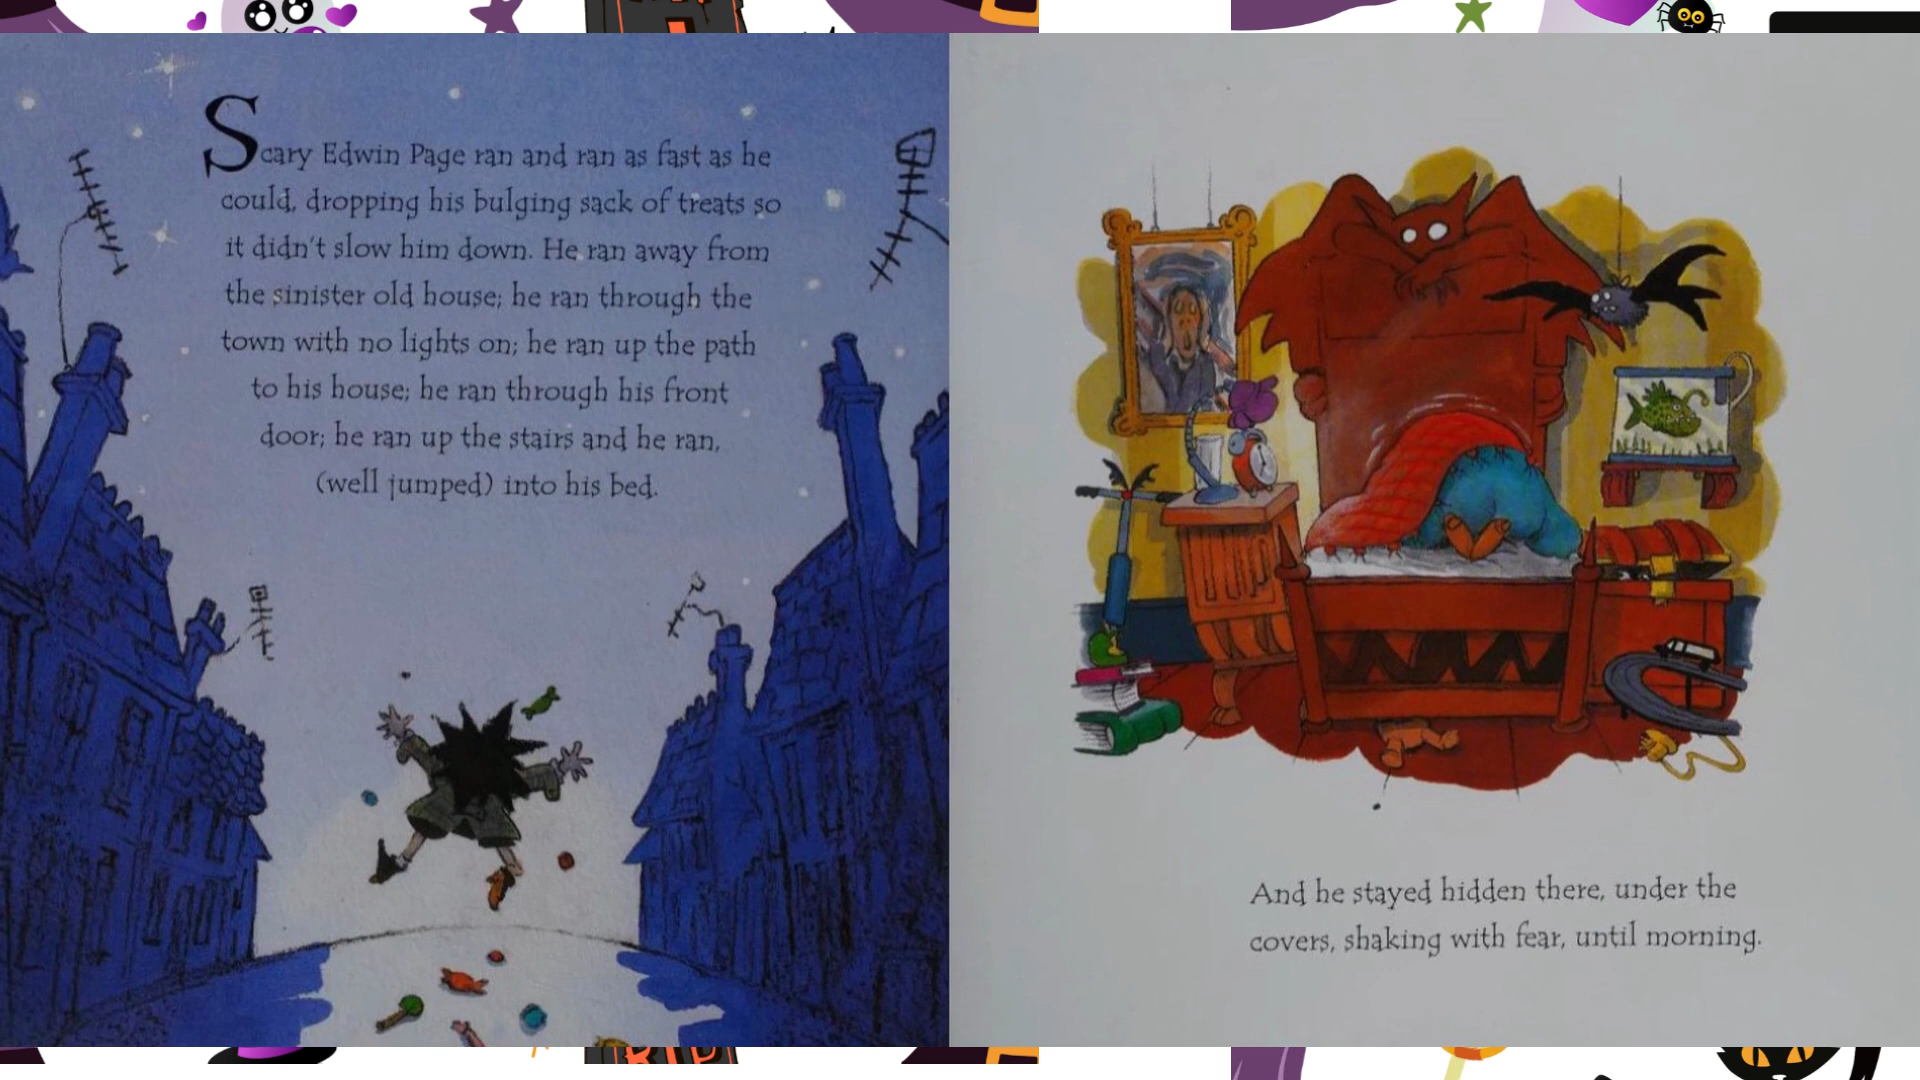 Scary Edwin Page ran and ran as fast as he
could, dropping his bulging sack of treats so
it didn't slow him down. He ran away from
the sinister old house; he ran through the
town with no lights on; he ran up the path
to his house; he ran through his front
door; he ran up the stairs and he ran,
(well jumped) into his bed.
And he stayed hidden there, under the
covers, shaking with fear, until morning.
RIP